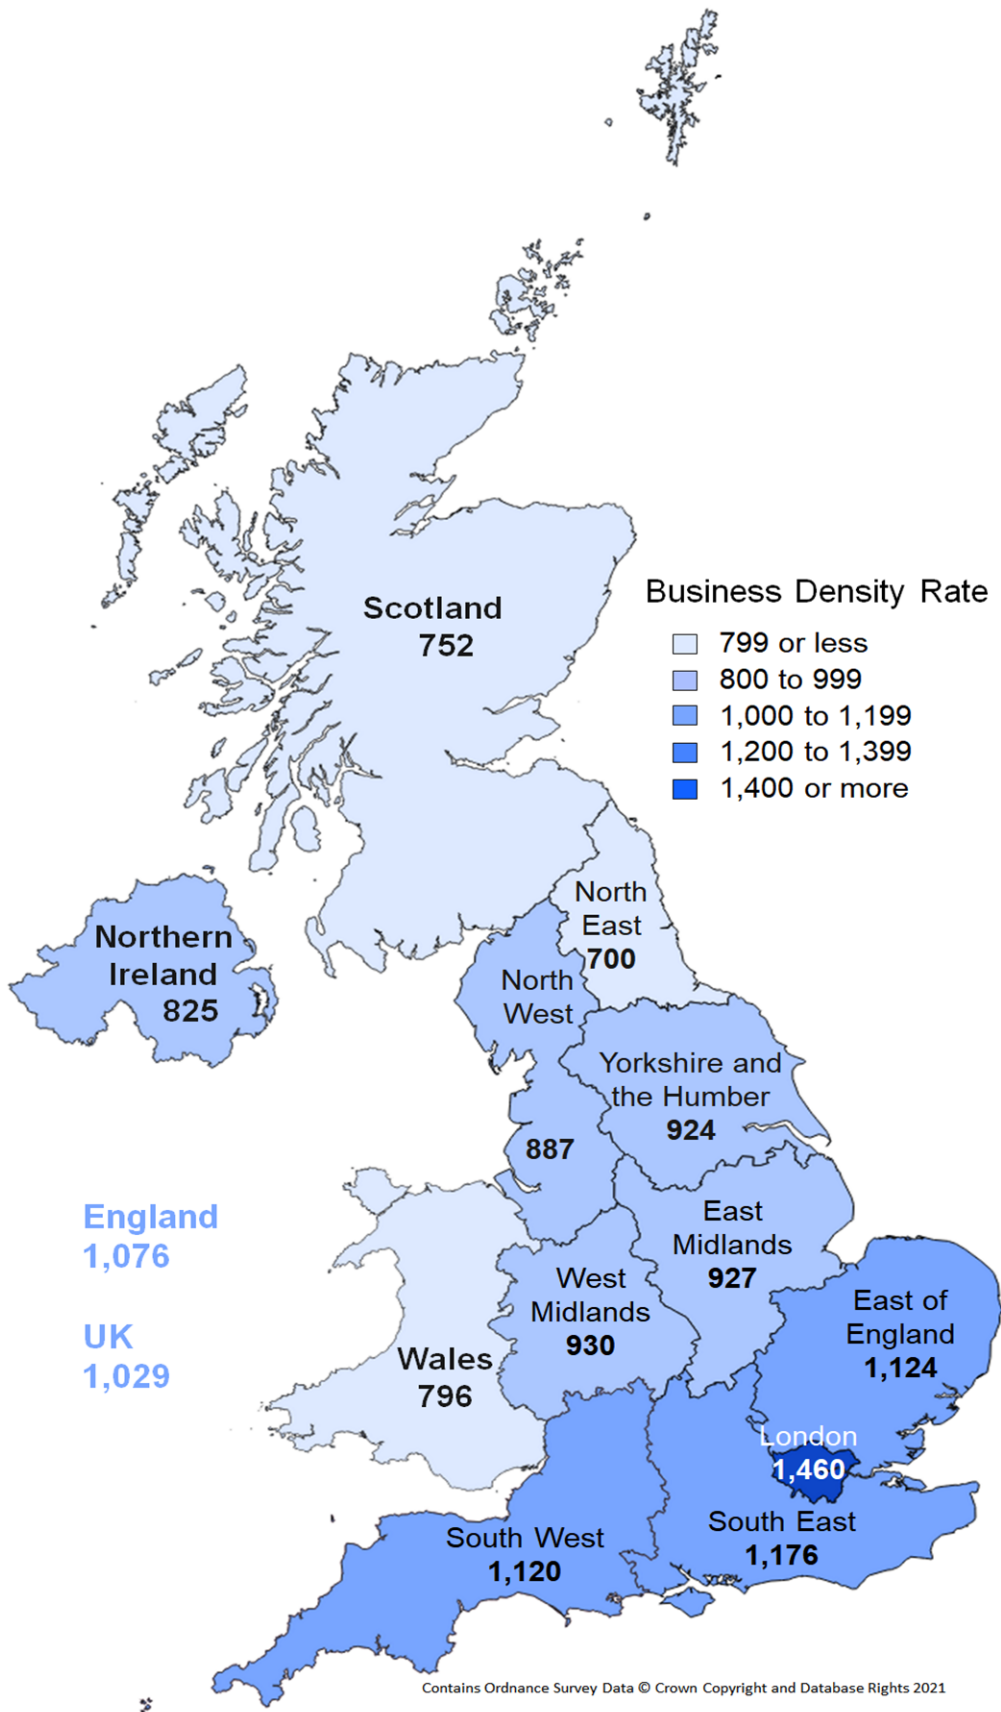 Scotland
752
Business Density Rate
799 or less
800 to 999
1,000 to 1,199
1,200 to 1,399
1,400 or more
North
East
700
Northern
Ireland
825
North
West
887
Yorkshire and
the Humber
924
England
1,076
UK
1,029
East
Midlands
927
West
Midlands
930
East of
England
1,124
Wales
796
London
1,460
South West
1,120
South East
1,176
Contains Ordnance Survey Data © Crown Copyright and Database Rights 2021